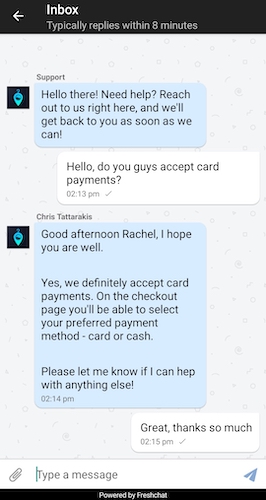 Inbox
Typically replies within 8 minutes
Support
Hello there! Need help? Reach
out to us right here, and we'll
get back to you as soon as we
can!
Hello, do you guys accept card
payments?
02:13 pm
Chris Tattarakis
Good afternoon Rachel, I hope
you are well.
Yes, we definitely accept card
payments. On the checkout
page you'll be able to select
your preferred payment
method - card or cash.
Please let me know if I can hep
with anything else!
02:14 pm
Great, thanks so much
02:15 pm
Type a message
Powered by Freshchat